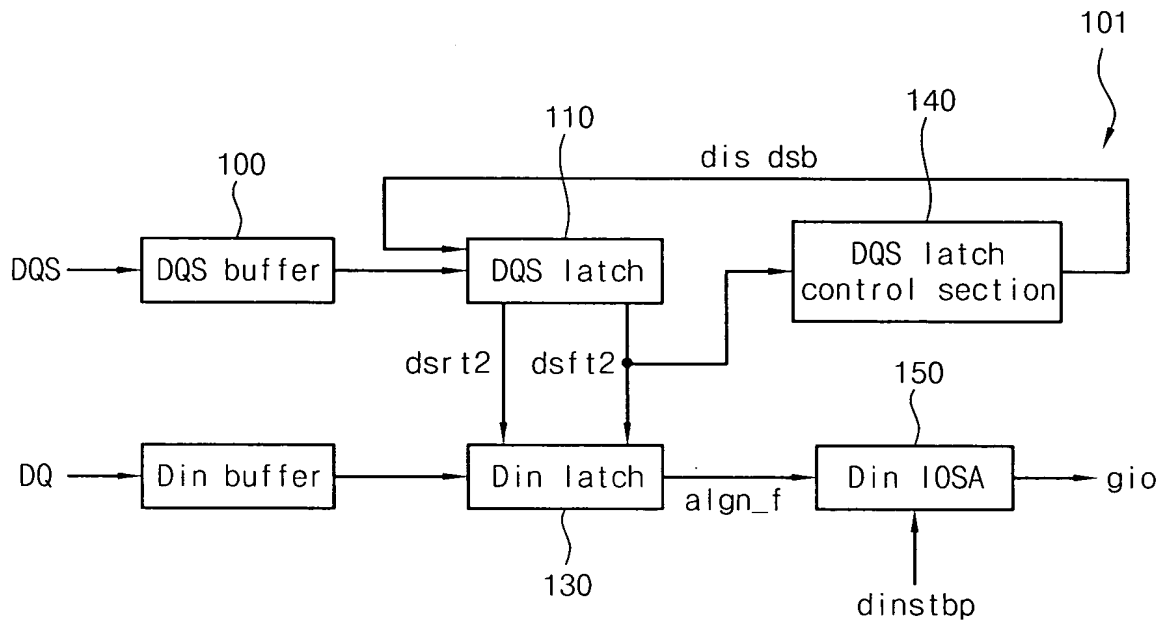 101
140
110
dis dsb
100
DQS
DQS buffer
DQS latch
DQS latch
control section
dsrt2
dsft2
150
DQ
Din buffer
Din latch
algn_f
Din IOSA
gio
130
dinstbp